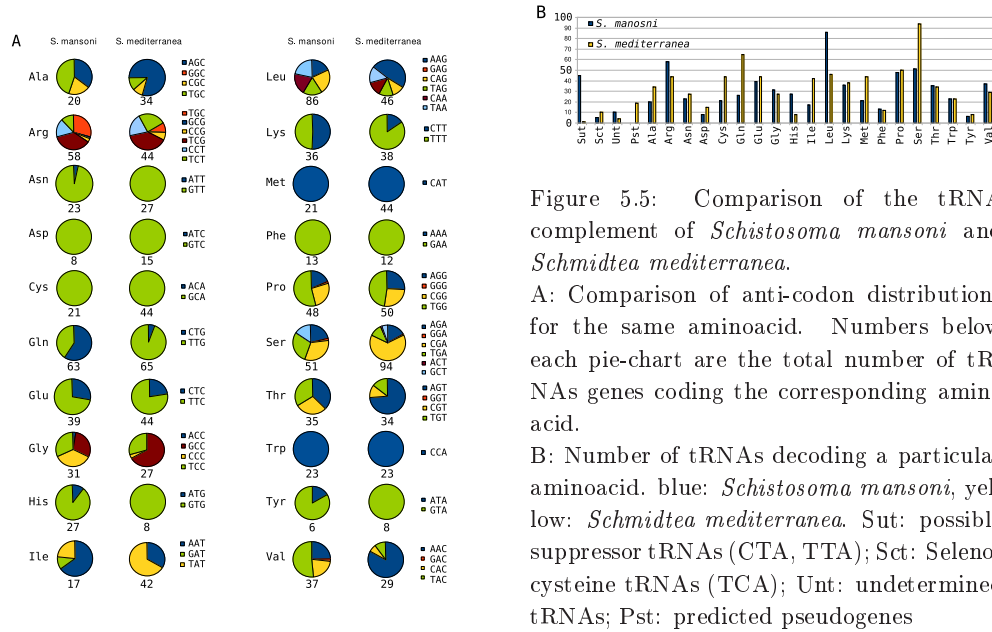 A
S. mansoni S. mediterranea
Ala
20 34
AGC
GGC
CGC
TGC
Arg
58 44
TGC
GCG
CCG
TCG
CCT
TCT
Asn
23 27
ATT
GTT
Asp
8 15
ATC
GTC
Cys
21 44
ACA
GCA
Gln
63 65
CTG
TTG
Glu
39 44
CTC
TTC
Gly
31 27
ACC
GCC
CCC
TCC
His
27 8
ATG
GTG
Ile
17 42
AAT
GAT
TAT
S. mansoni S. mediterranea
Leu
86 46
AAG
GAG
CAG
TAG
CAA
TAA
Lys
36 38
CTT
TTT
Met
21 44
CAT
Phe
13 12
AAA
GAA
Pro
48 50
AGG
GGG
CGG
TGG
Ser
51 94
AGA
GGA
CGA
TGA
ACT
GCT
Thr
35 34
AGT
GGT
CGT
TGT
Trp
23 23
CCA
Tyr
6 8
ATA
GTA
Val
37 29
AAC
GAC
CAC
TAC
B
100
90
80
70
60
50
40
30
20
10
0
S. manosni
S. mediterranea
Sut Sct Unt Pst Ala Arg Asn Asp Cys Gln Glu Gly His Ile Leu Lys Met Phe Pro Ser Thr Trp Tyr Val
Figure 5.5: Comparison of the tRNA
complement of Schistosoma mansoni and
Schmidtea mediterranea.
A: Comparison of anti-codon distribution
for the same aminoacid. Numbers below
each pie-chart are the total number of tR
NAs genes coding the corresponding amin
acid.
B: Number of tRNAs decoding a particula
aminoacid. blue: Schistosoma mansoni, yel
low: Schmidtea mediterranea. Sut: possibl
suppressor tRNAs (CTA, TTA); Sct: Seleno
cysteine tRNAs (TCA); Unt: undetermine
tRNAs; Pst: predicted pseudogenes